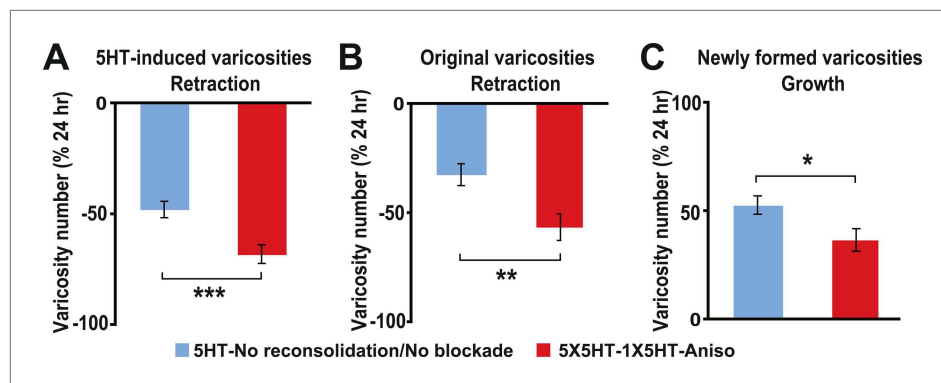 A 5HT-induced varicosities
Retraction
0
-50
-100
Varicosity number (% 24 hr)
***
B Original varicosities
Retraction
0
-50
-100
Varicosity number (% 24 hr)
**
C Newly formed varicosities
Growth
100
50
0
Varicosity number (% 24 hr)
*
5HT-No reconsolidation/No blockade 5X5HT-1X5HT-Aniso